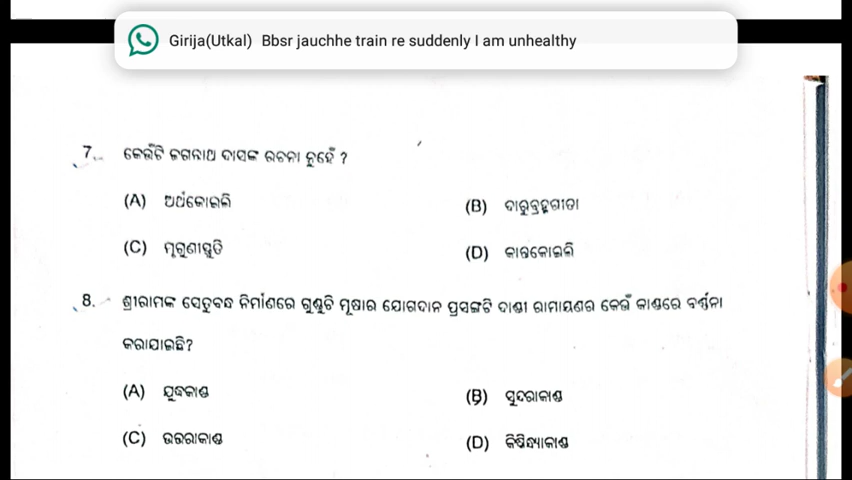 Girija(Utkal) Bbsr jauchhe train re suddenly I am unhealthy
7. କେଉଁଟି ଜଗନ୍ନାଥ ଦାସଙ୍କ ରଚନା ନୁହେଁ ?
(A) ଅର୍ଥକୋଇଲି
(B) ଦାରୁବ୍ରହ୍ମଗୀତା
(C) ମୃଗୁଣୀସ୍ତୁତି
(D) କାନ୍ତକୋଇଲି
8. ଶ୍ରୀରାମଙ୍କ ସେତୁବନ୍ଧ ନିର୍ମାଣରେ ଗୁଣ୍ଡୁଚି ମୂଷାର ଯୋଗଦାନ ପ୍ରସଙ୍ଗଟି ଦାଣ୍ଡୀ ରାମାୟଣର କେଉଁ କାଣ୍ଡରେ ବର୍ଣ୍ଣନା
କରାଯାଇଛି?
(A) ଯୁଦ୍ଧକାଣ୍ଡ
(B) ସୁନ୍ଦରାକାଣ୍ଡ
(C) ଉତ୍ତରାକାଣ୍ଡ
(D) କିଷ୍କିନ୍ଧ୍ୟାକାଣ୍ଡ